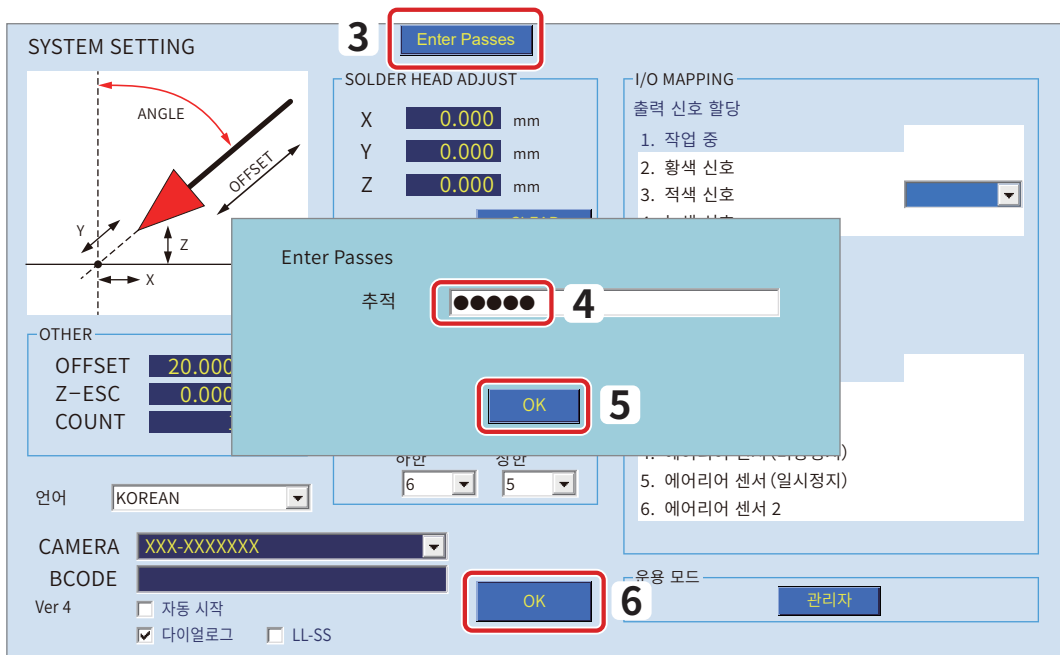 3
Enter Passes
SYSTEM SETTING
ANGLE
OFFSET
Y
Z
X
SOLDER HEAD ADJUST
X 0.000 mm
Y 0.000 mm
Z 0.000 mm
I/O MAPPING
출력 신호 할당
1. 작업 중
2. 황색 신호
3. 적색 신호
Enter Passes
추적 ●●●●● 4
OK 5
OTHER
OFFSET 20.000
Z-ESC 0.000
COUNT
하한 상한
6 5
5. 에어리어 센서(일시정지)
6. 에어리어 센서 2
언어 KOREAN
CAMERA XXX-XXXXXXX
BCODE
Ver 4
자동 시작
다이얼로그 LL-SS
OK 6
운용 모드
관리자